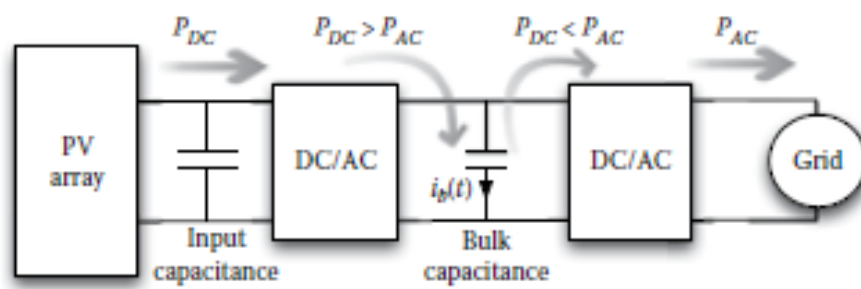 P_DC
P_DC > P_AC
P_DC < P_AC
P_AC
PV
array
DC/AC
i_b(t)
DC/AC
Grid
Input
capacitance
Bulk
capacitance